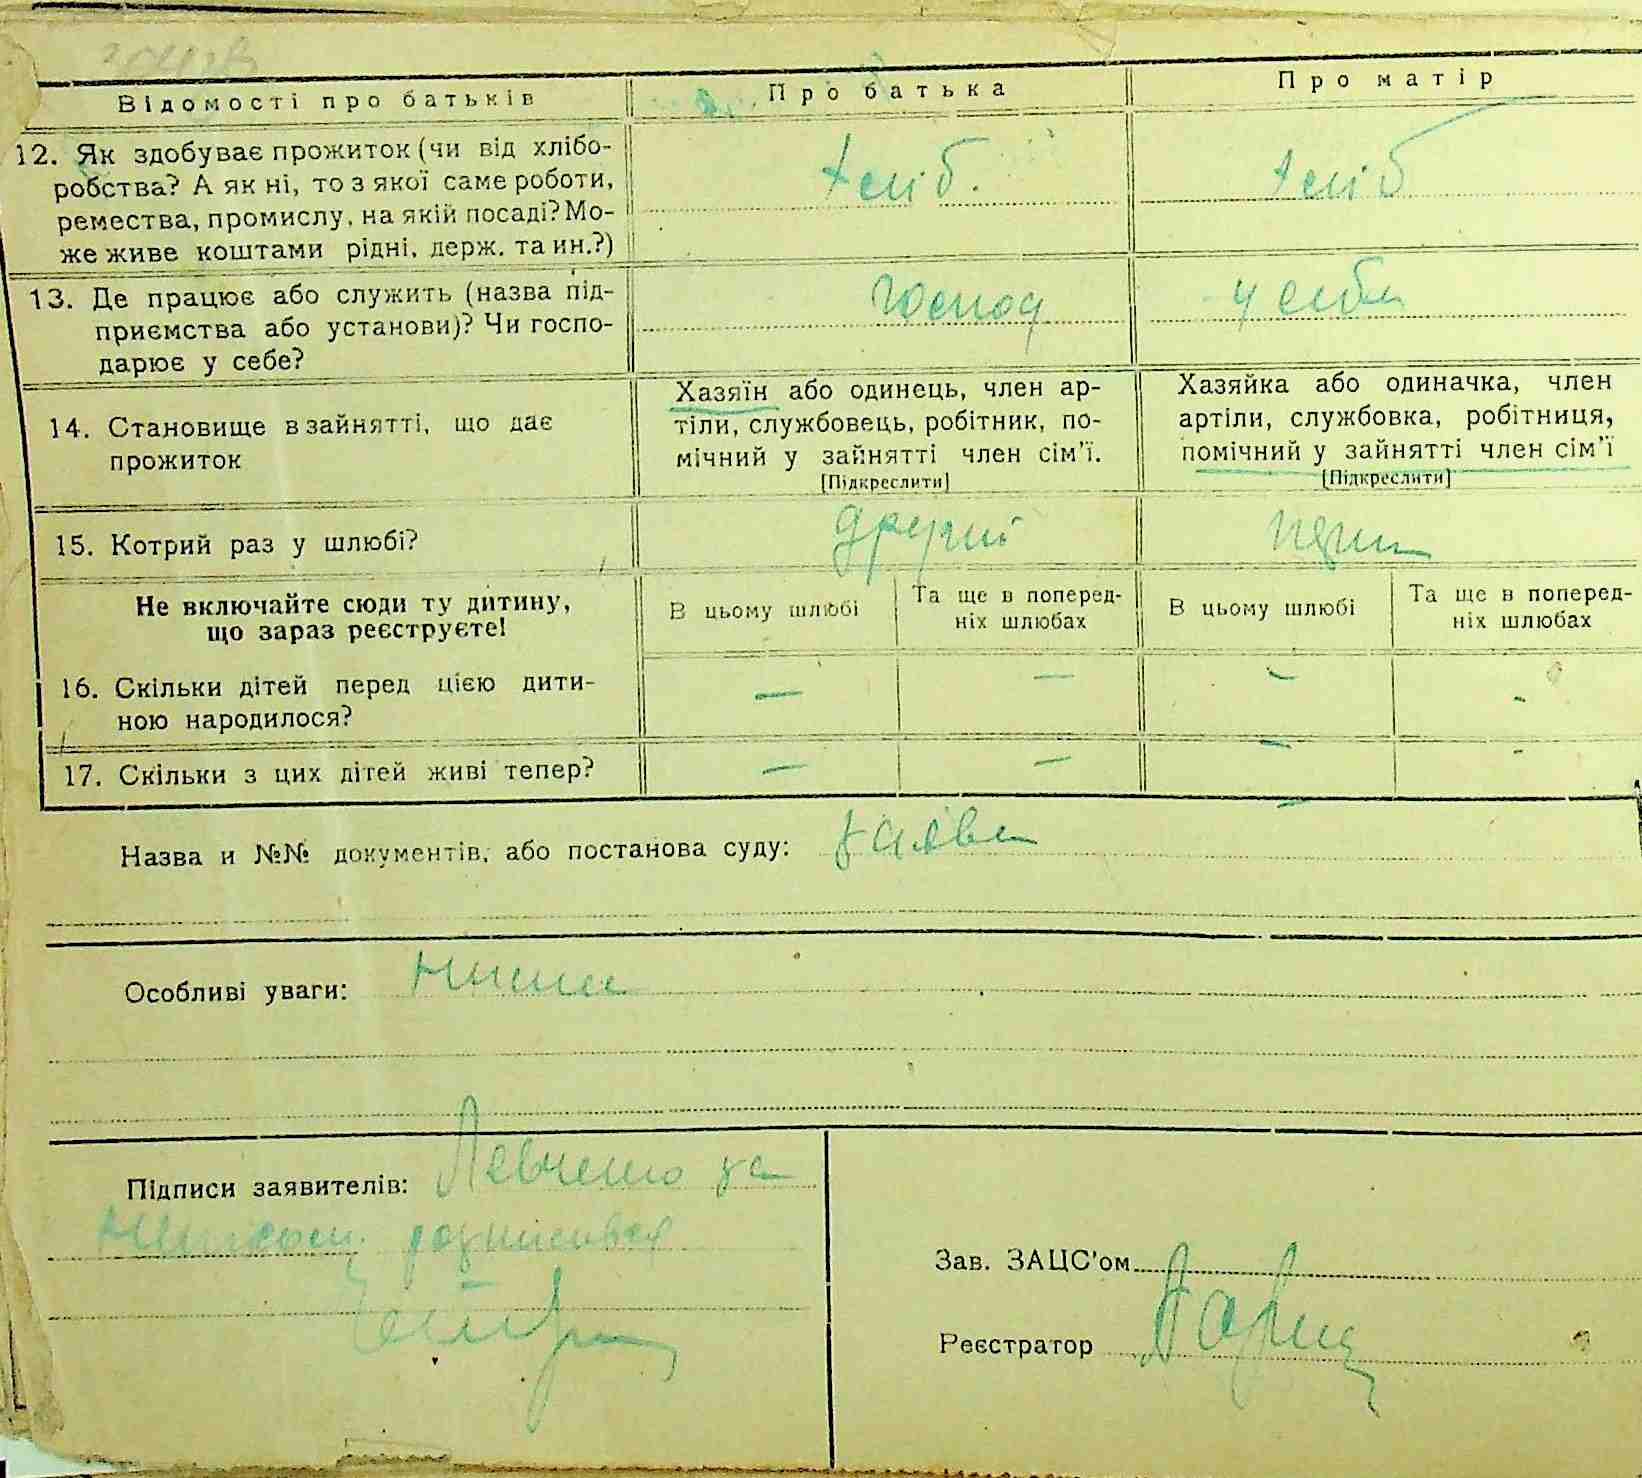 Відомості про батьків
Про батька
Про матір
12. Як здобуває прожиток (чи від хлібо-
робства? А як ні, то з якої саме роботи,
ремества, промислу, на якій посаді? Мо-
же живе коштами рідні, держ. та ин.?)
хліб.
хліб
13. Де працює або служить (назва під-
приємства або установи)? Чи госпо-
дарює у себе?
Господ
у себе
14. Становище в зайнятті, що дає
прожиток
Хазяїн або одинець, член ар-
тіли, службовець, робітник, по-
мічний у зайнятті член сім'ї.
[Підкреслити]
Хазяйка або одиначка, член
артіли, службовка, робітниця,
помічний у зайнятті член сім'ї
[Підкреслити]
15. Котрий раз у шлюбі?
другий
перш
Не включайте сюди ту дитину,
що зараз реєструєте!
В цьому шлюбі
Та ще в поперед-
ніх шлюбах
В цьому шлюбі
Та ще в поперед-
ніх шлюбах
16. Скільки дітей перед цією дити-
ною народилося?
— — — -
17. Скільки з цих дітей живі тепер?
— — — -
Назва и №№ документів, або постанова суду: заява
Особливі уваги: Нима
Підписи заявителів: Левченко за
розписався
Зав. ЗАЦС'ом
Реєстратор